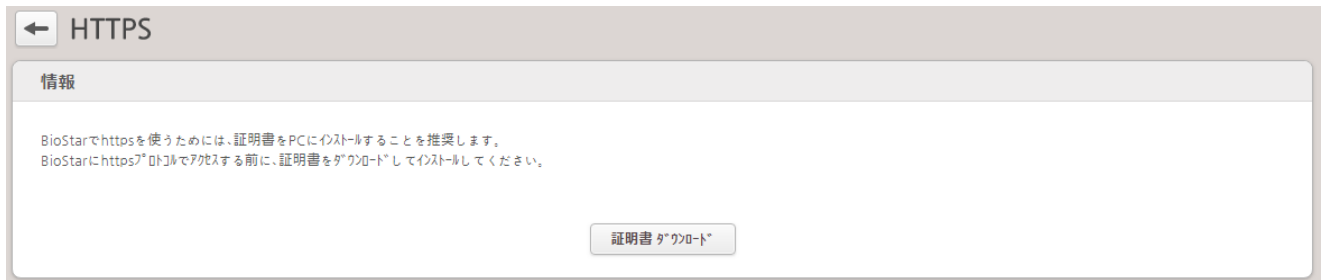 HTTPS
情報
BioStarでhttpsを使うためには、証明書をPCにｲﾝｽﾄｰﾙすることを推奨します。
BioStarにhttpsﾌﾟﾛﾄｺﾙでｱｸｾｽする前に、証明書をﾀﾞｳﾝﾛｰﾄﾞしてｲﾝｽﾄｰﾙしてください。
証明書 ﾀﾞｳﾝﾛｰﾄﾞ